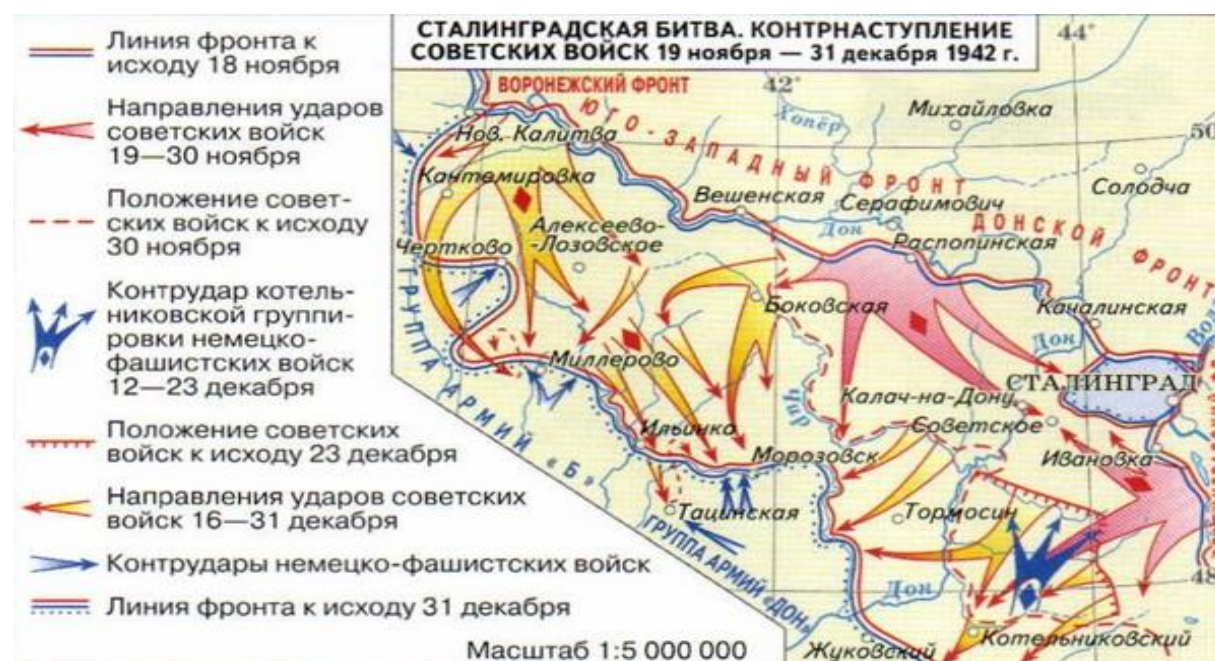 СТАЛИНГРАДСКАЯ БИТВА. КОНТРНАСТУПЛЕНИЕ
СОВЕТСКИХ ВОЙСК 19 ноября — 31 декабря 1942 г.
Линия фронта к
исходу 18 ноября
Направления ударов
советских войск
19—30 ноября
Положение совет-
ских войск к исходу
30 ноября
Контрудар котель-
никовской группи-
ровки немецко-
фашистских войск
12—23 декабря
Положение советских
войск к исходу 23 декабря
Направления ударов советских
войск 16—31 декабря
Контрудары немецко-фашистских войск
Линия фронта к исходу 31 декабря
Масштаб 1:5 000 000
44°
42°
50
48
ВОРОНЕЖСКИЙ ФРОНТ
ЮГО-ЗАПАДНЫЙ ФРОНТ
ДОНСКОЙ ФРОНТ
Хопёр
Михайловка
Нов. Калитва
Кантемировка
Вешенская
Серафимович
Солодча
Алексеево-
-Лозовское
Дон
Распопинская
Чертково
Боковская
Качалинская
Дон
Миллерово
СТАЛИНГРАД
Калач-на-Дону
Чир
Советское
Ильинка
Морозовск
Ивановка
Тацинская
Тормосин
ГРУППА АРМИЙ «Б»
ГРУППА АРМИЙ «ДОН»
Дон
Жуковский
Котельниковский